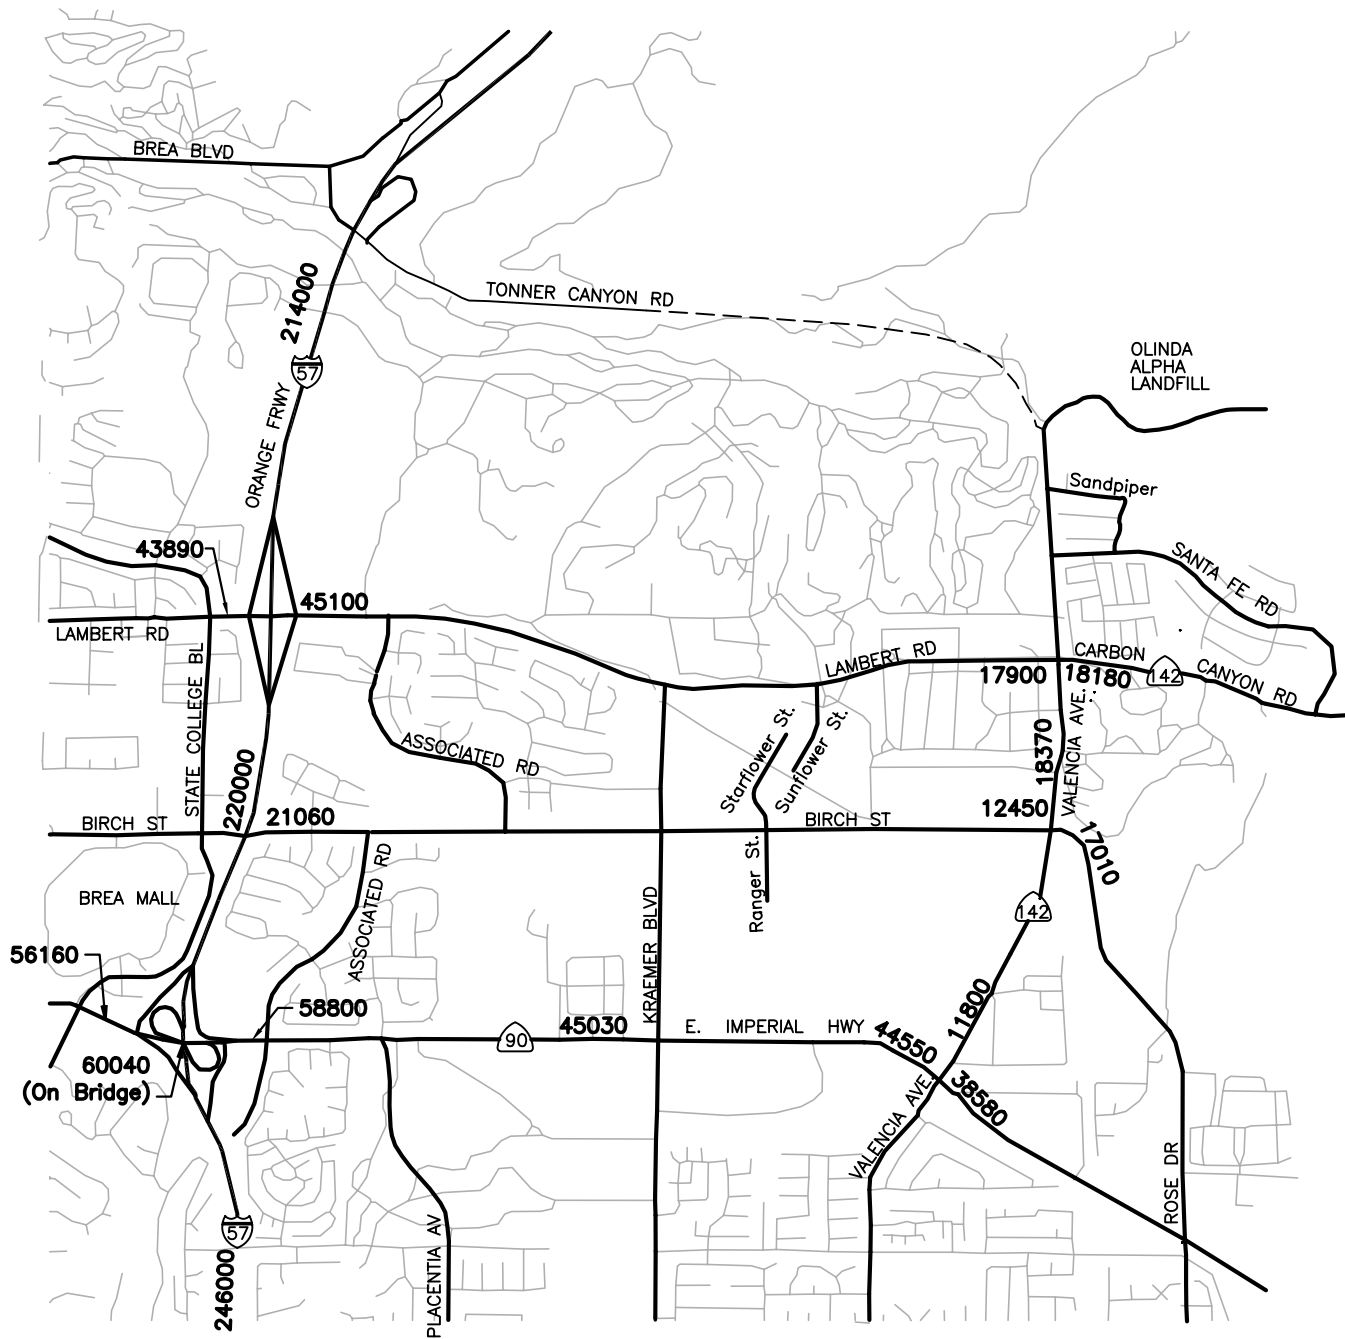 BREA BLVD
214000
TONNER CANYON RD
OLINDA
ALPHA
LANDFILL
57
ORANGE FRWY
Sandpiper
43890
SANTA FE RD
45100
LAMBERT RD
STATE COLLEGE BL
LAMBERT RD
CARBON
CANYON RD
142
17900
18180
VALENCIA AVE.
18370
ASSOCIATED RD
Starflower St.
Sunflower St.
220000
21060
BIRCH ST
BIRCH ST
12450
17010
BREA MALL
ASSOCIATED RD
KRAEMER BLVD
Ranger St.
142
56160
58800
11800
90
45030
E. IMPERIAL HWY
44550
60040
(On Bridge)
38580
VALENCIA AVE.
ROSE DR
57
246000
PLACENTIA AV